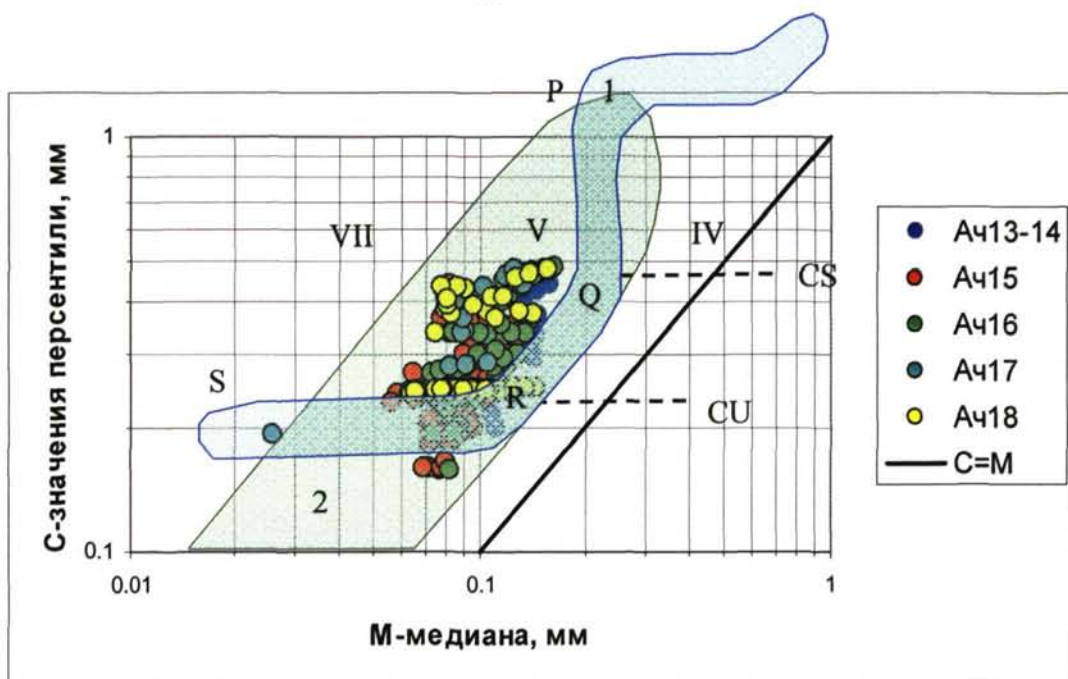 P 1
1
VII
V
IV
CS
Q
S
R
CU
2
0.1
0.01
0.1
1
С-значения персентили, мм
М-медиана, мм
Ач13-14
Ач15
Ач16
Ач17
Ач18
С=М